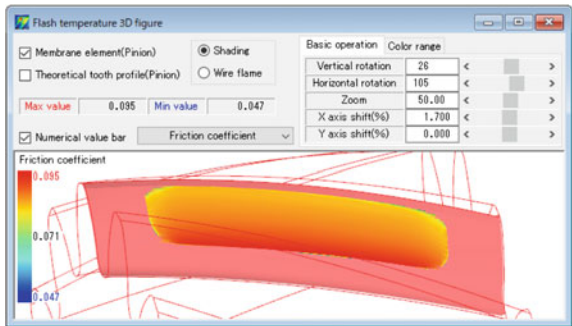 Flash temperature 3D figure
Membrane element(Pinion)
Shading
Theoretical tooth profile(Pinion)
Wire flame
Max value 0.095 Min value 0.047
Numerical value bar Friction coefficient
Basic operation Color range
Vertical rotation 26
Horizontal rotation 105
Zoom 50.00
X axis shift(%) 1.700
Y axis shift(%) 0.000
Friction coefficient
0.095
0.071
0.047